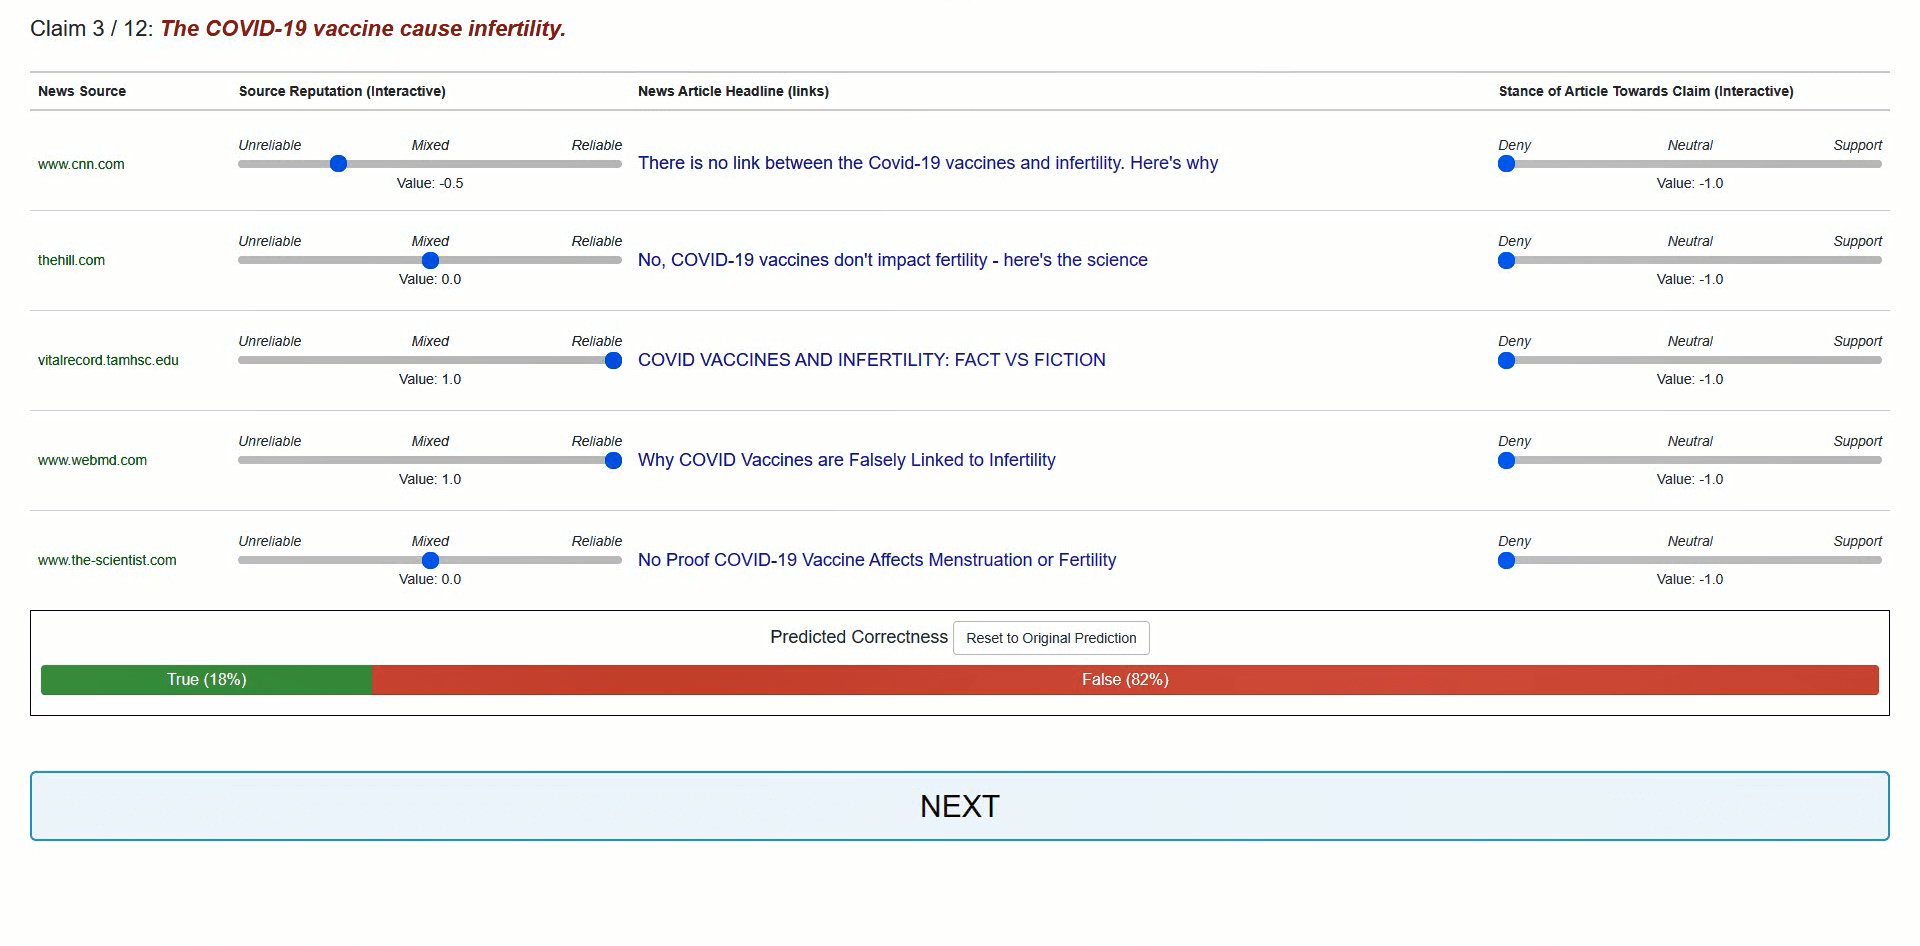 Claim 3 / 12: The COVID-19 vaccine cause infertility.
News Source Source Reputation (Interactive) News Article Headline (links) Stance of Article Towards Claim (Interactive)
Unreliable Mixed Reliable Deny Neutral Support
www.cnn.com There is no link between the Covid-19 vaccines and infertility. Here's why
Value: -0.5 Value: -1.0
Unreliable Mixed Reliable Deny Neutral Support
thehill.com No, COVID-19 vaccines don't impact fertility - here's the science
Value: 0.0 Value: -1.0
Unreliable Mixed Reliable Deny Neutral Support
vitalrecord.tamhsc.edu COVID VACCINES AND INFERTILITY: FACT VS FICTION
Value: 1.0 Value: -1.0
Unreliable Mixed Reliable Deny Neutral Support
www.webmd.com Why COVID Vaccines are Falsely Linked to Infertility
Value: 1.0 Value: -1.0
Unreliable Mixed Reliable Deny Neutral Support
www.the-scientist.com No Proof COVID-19 Vaccine Affects Menstruation or Fertility
Value: 0.0 Value: -1.0
Predicted Correctness Reset to Original Prediction
True (18%) False (82%)
NEXT